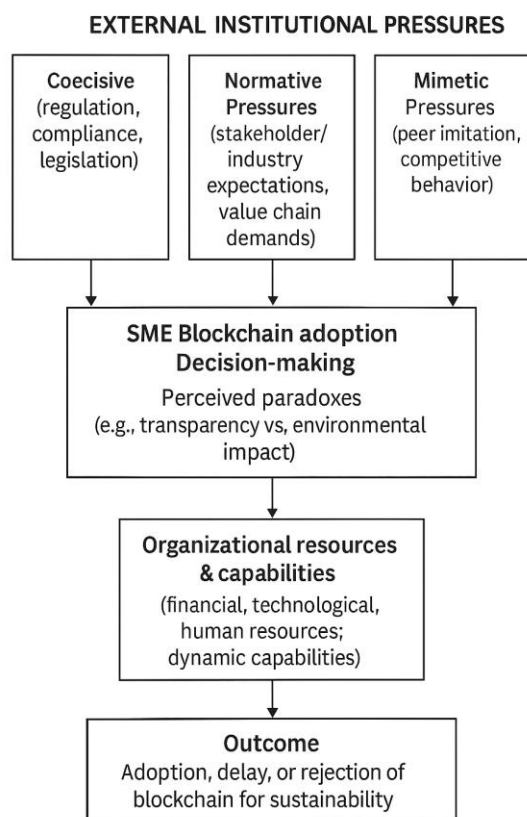 EXTERNAL INSTITUTIONAL PRESSURES
Coecisive
(regulation,
compliance,
legislation)
Normative
Pressures
(stakeholder/
industry
expectations,
value chain
demands)
Mimetic
Pressures
(peer imitation,
competitive
behavior)
SME Blockchain adoption
Decision-making
Perceived paradoxes
(e.g., transparency vs, environmental
impact)
Organizational resources
& capabilities
(financial, technological,
human resources;
dynamic capabilities)
Outcome
Adoption, delay, or rejection of
blockchain for sustainability